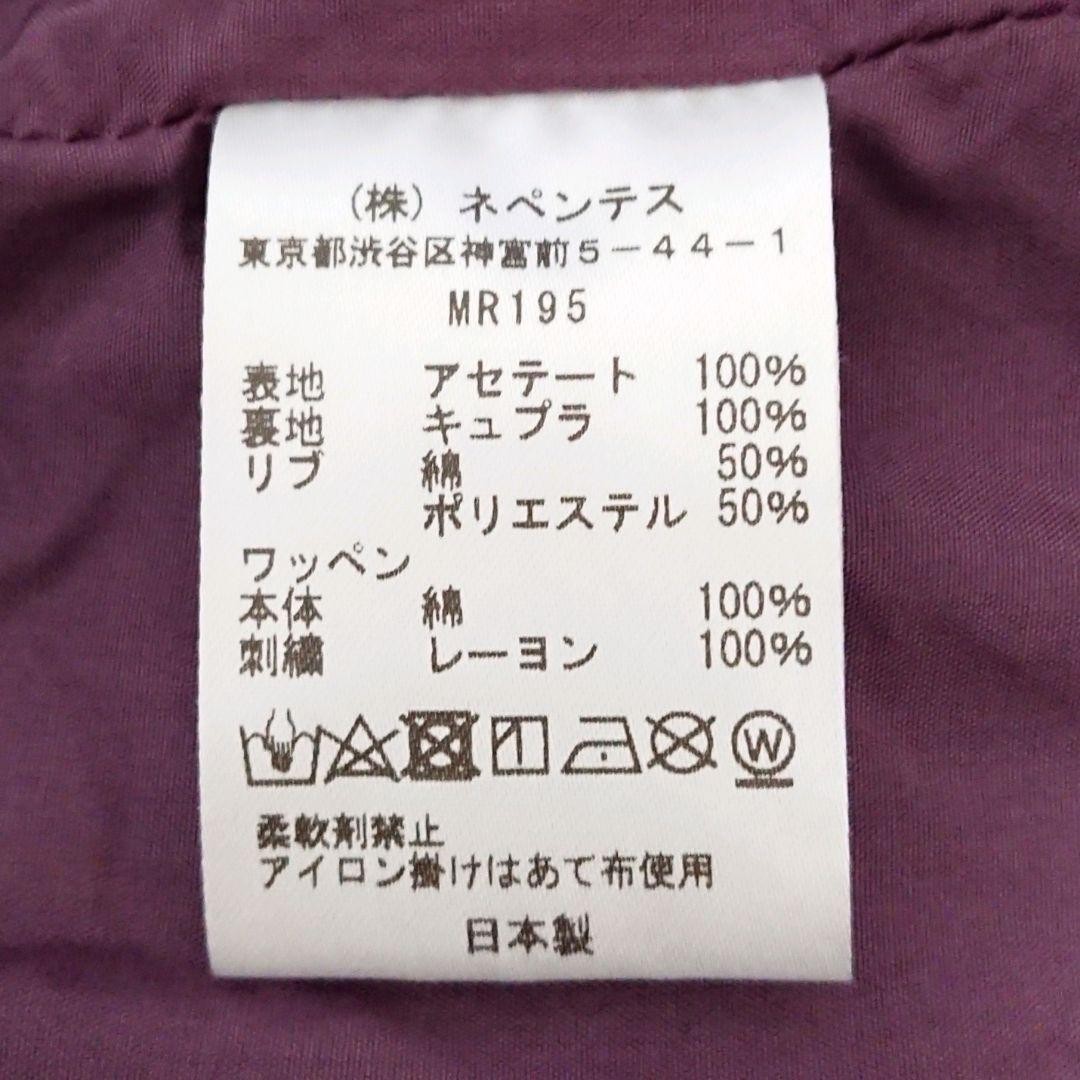 (株) ネペンテス
東京都渋谷区神宮前5-44-1
MR195
表地 アセテート 100%
裏地 キュプラ 100%
リブ 綿 50%
ポリエステル 50%
ワッペン
本体 綿 100%
刺繍 レーヨン 100%
W
柔軟剤禁止
アイロン掛けはあて布使用
日本製